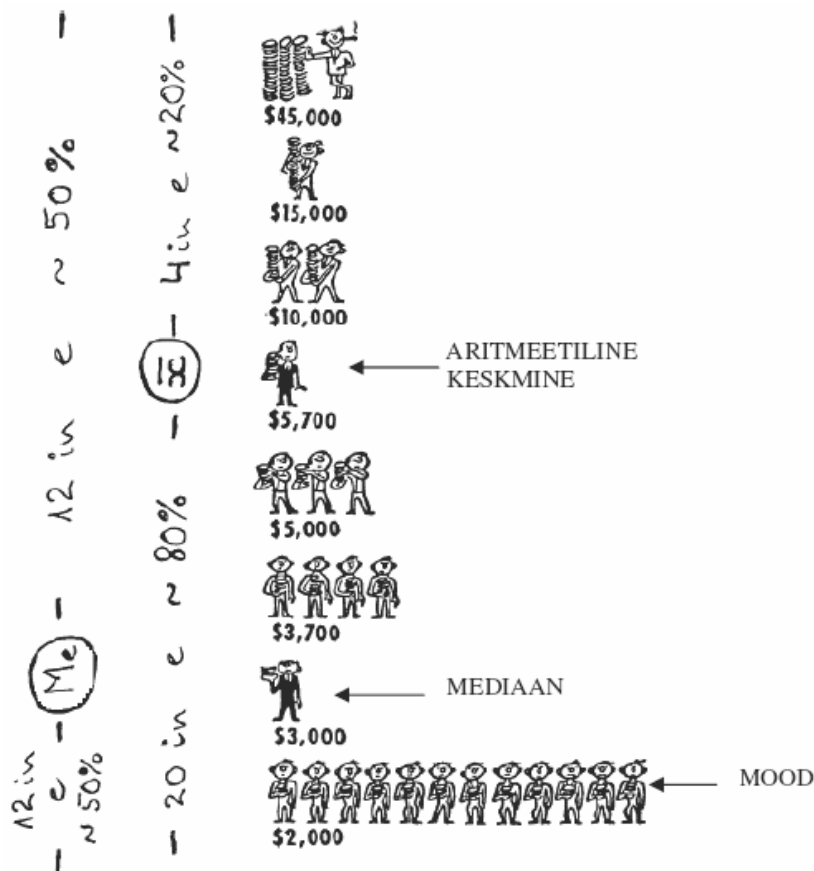 12 in e ~ 50%
Me
12 in e ~ 50%
4 in e ~20%
x̄
20 in e ~ 80%
$45,000
$15,000
$10,000
ARITMEETILINE
KESKMINE
$5,700
$5,000
$3,700
MEDIAAN
$3,000
MOOD
$2,000